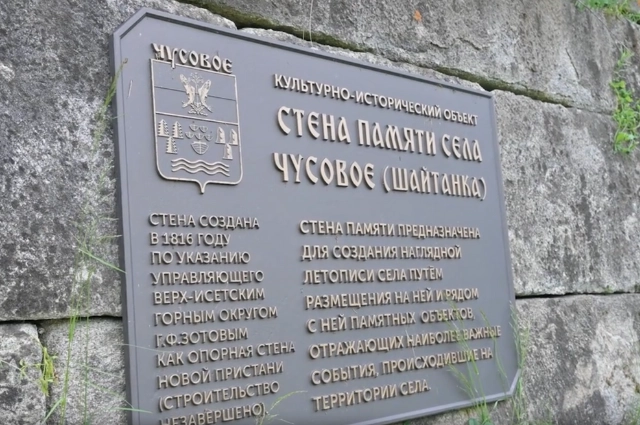 ЧУСОВОЕ
КУЛЬТУРНО-ИСТОРИЧЕСКИЙ ОБЪЕКТ
СТЕНА ПАМЯТИ СЕЛА
ЧУСОВОЕ (ШАЙТАНКА)
СТЕНА СОЗДАНА
В 1816 ГОДУ
ПО УКАЗАНИЮ
УПРАВЛЯЮЩЕГО
ВЕРХ-ИСЕТСКИМ
ГОРНЫМ ОКРУГОМ
Г.Ф.ЗОТОВЫМ
КАК ОПОРНАЯ СТЕНА
НОВОЙ ПРИСТАНИ
(СТРОИТЕЛЬСТВО
НЕЗАВЕРШЕНО).
СТЕНА ПАМЯТИ ПРЕДНАЗНАЧЕНА
ДЛЯ СОЗДАНИЯ НАГЛЯДНОЙ
ЛЕТОПИСИ СЕЛА ПУТЁМ
РАЗМЕЩЕНИЯ НА НЕЙ И РЯДОМ
С НЕЙ ПАМЯТНЫХ ОБЪЕКТОВ,
ОТРАЖАЮЩИХ НАИБОЛЕЕ ВАЖНЫЕ
СОБЫТИЯ, ПРОИСХОДИВШИЕ НА
ТЕРРИТОРИИ СЕЛА.